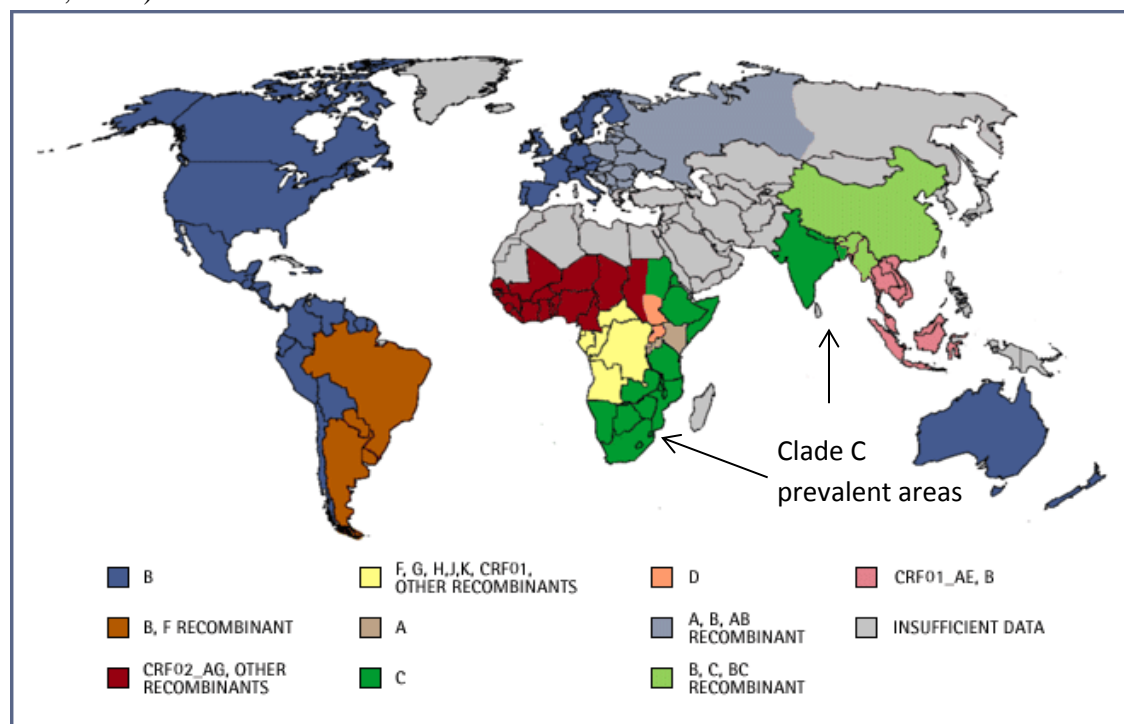 Clade C
prevalent areas
B
F, G, H,J,K, CRF01,
OTHER RECOMBINANTS
D
CRF01_AE, B
B, F RECOMBINANT
A
A, B, AB
RECOMBINANT
INSUFFICIENT DATA
CRF02_AG, OTHER
RECOMBINANTS
C
B, C, BC
RECOMBINANT